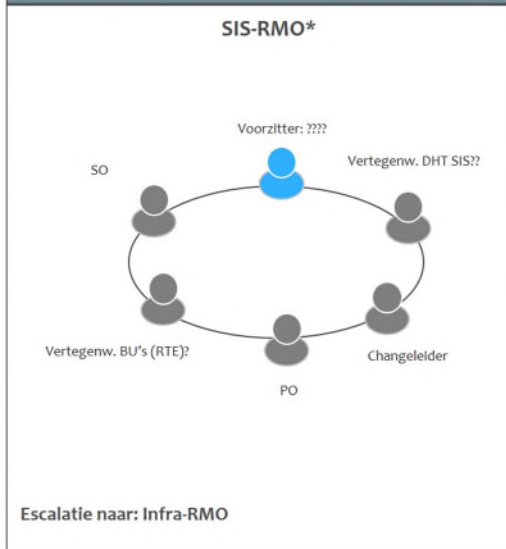 SIS-RMO*
Voorzitter: ????
Vertegenw. DHT SIS??
SO
Vertegenw. BU's (RTE)?
Changeleider
PO
Escalatie naar: Infra-RMO